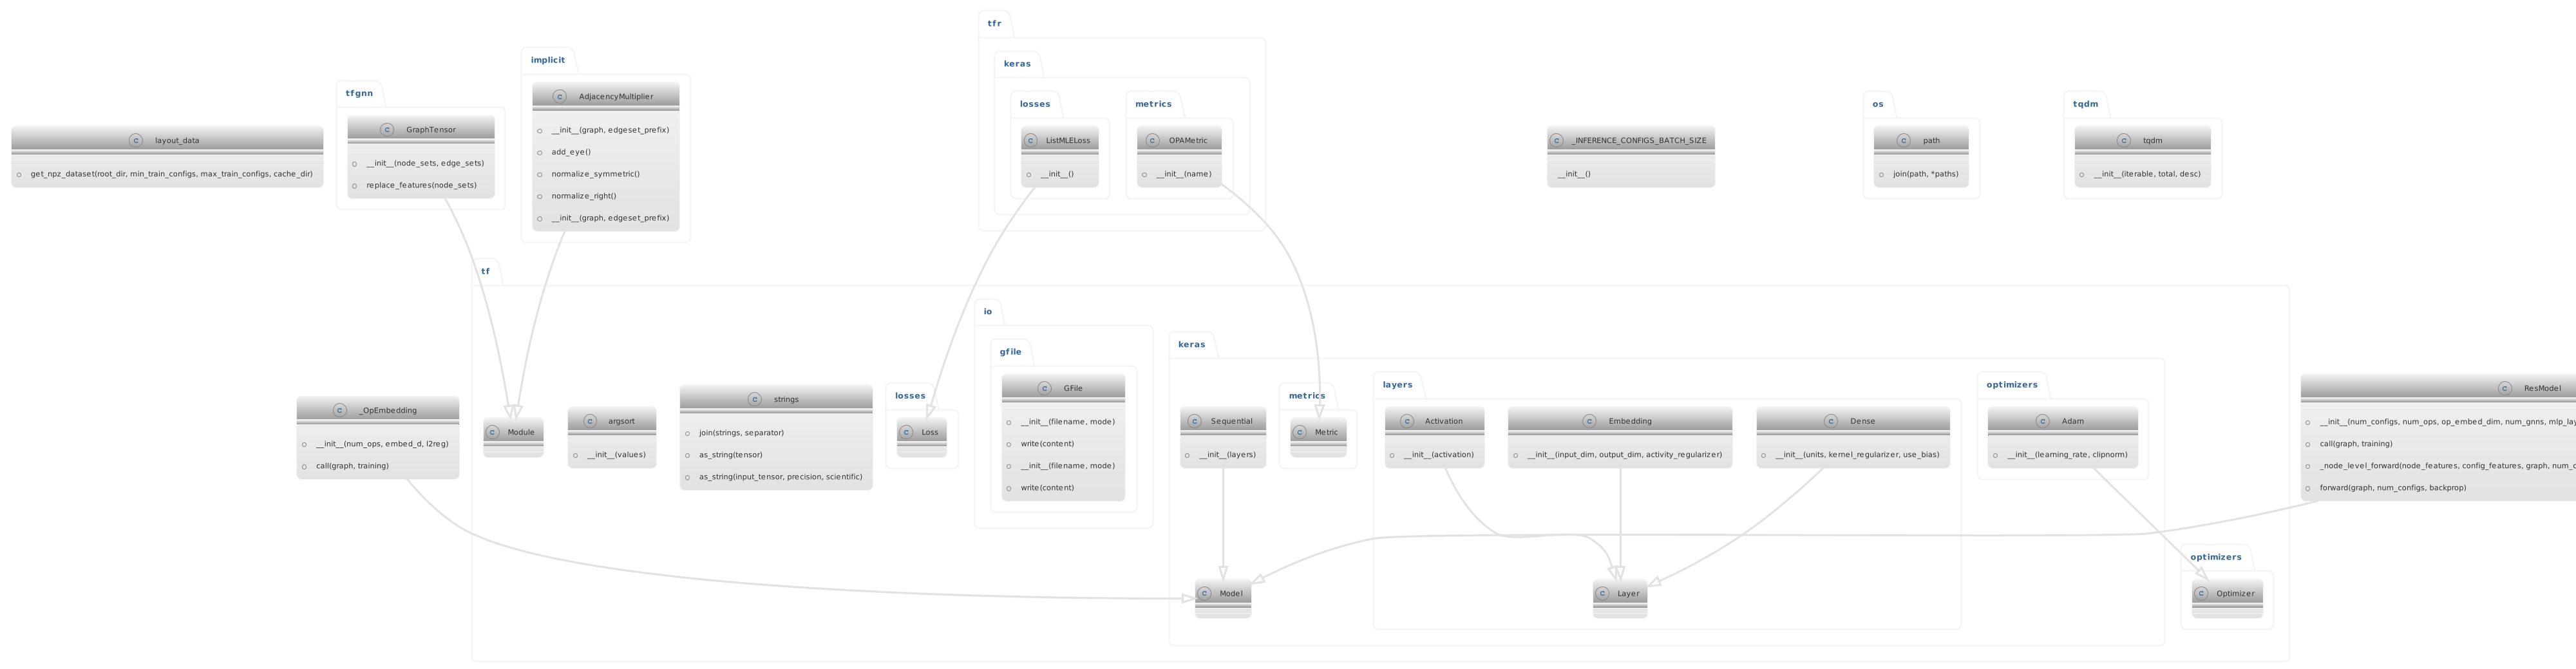 tfr
implicit
keras
tfgnn
losses
metrics
os
tqdm
C AdjacencyMultiplier
__init__(graph, edgeset_prefix)
add_eye()
normalize_symmetric()
normalize_right()
__init__(graph, edgeset_prefix)
C layout_data
get_npz_dataset(root_dir, min_train_configs, max_train_configs, cache_dir)
C GraphTensor
__init__(node_sets, edge_sets)
replace_features(node_sets)
C ListMLELoss
__init__()
C OPAMetric
__init__(name)
C _INFERENCE_CONFIGS_BATCH_SIZE
__init__()
C path
join(path, *paths)
C tqdm
__init__(iterable, total, desc)
tf
io
keras
gfile
losses
metrics
layers
optimizers
C _OpEmbedding
__init__(num_ops, embed_d, l2reg)
call(graph, training)
C Module
C argsort
__init__(values)
C strings
join(strings, separator)
as_string(tensor)
as_string(input_tensor, precision, scientific)
C Loss
C GFile
__init__(filename, mode)
write(content)
__init__(filename, mode)
write(content)
C Sequential
__init__(layers)
C Metric
C Activation
__init__(activation)
C Embedding
__init__(input_dim, output_dim, activity_regularizer)
C Dense
__init__(units, kernel_regularizer, use_bias)
C Adam
__init__(learning_rate, clipnorm)
C ResModel
__init__(num_configs, num_ops, op_embed_dim, num_gnns, mlp_lay
call(graph, training)
_node_level_forward(node_features, config_features, graph, num_c
forward(graph, num_configs, backprop)
optimizers
C Model
C Layer
C Optimizer